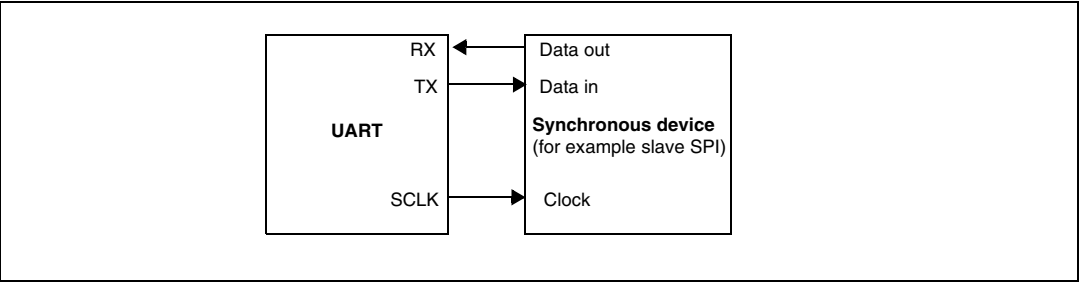 RX
Data out
TX
Data in
UART
Synchronous device
(for example slave SPI)
SCLK
Clock